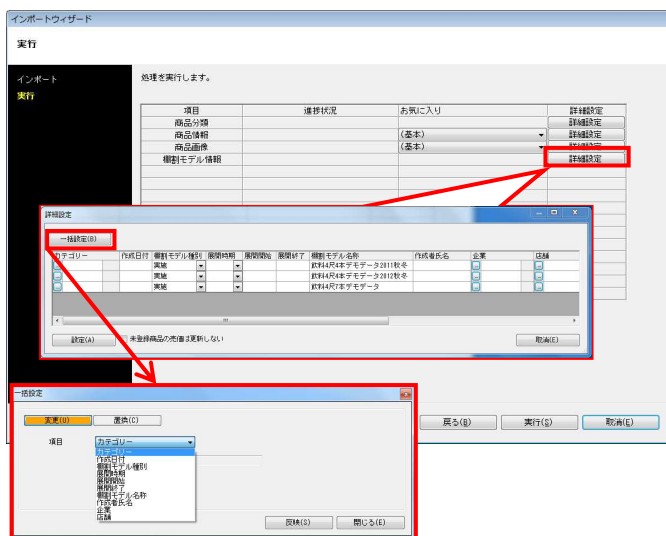 インポートウィザード
実行
インポート
実行
処理を実行します。
項目 進捗状況 お気に入り 詳細設定
商品分類 詳細設定
商品情報 (基本) 詳細設定
商品画像 (基本) 詳細設定
棚割モデル情報 詳細設定
詳細設定
一括設定(B)
カテゴリー 作成日付 棚割モデル種別 展開時期 展開開始 展開終了 棚割モデル名称 作成者氏名 企業 店舗
実施 飲料4尺4本デモデータ2011秋冬
実施 飲料4尺4本デモデータ2012秋冬
実施 飲料4尺7本デモデータ
設定(A) 未登録商品の売価は更新しない 取消(E)
一括設定
変更(U) 置換(C)
項目 カテゴリー
カテゴリー
作成日付
棚割モデル種別
展開時期
展開開始
展開終了
棚割モデル名称
作成者氏名
企業
店舗
反映(S) 閉じる(E)
戻る(B) 実行(S) 取消(E)